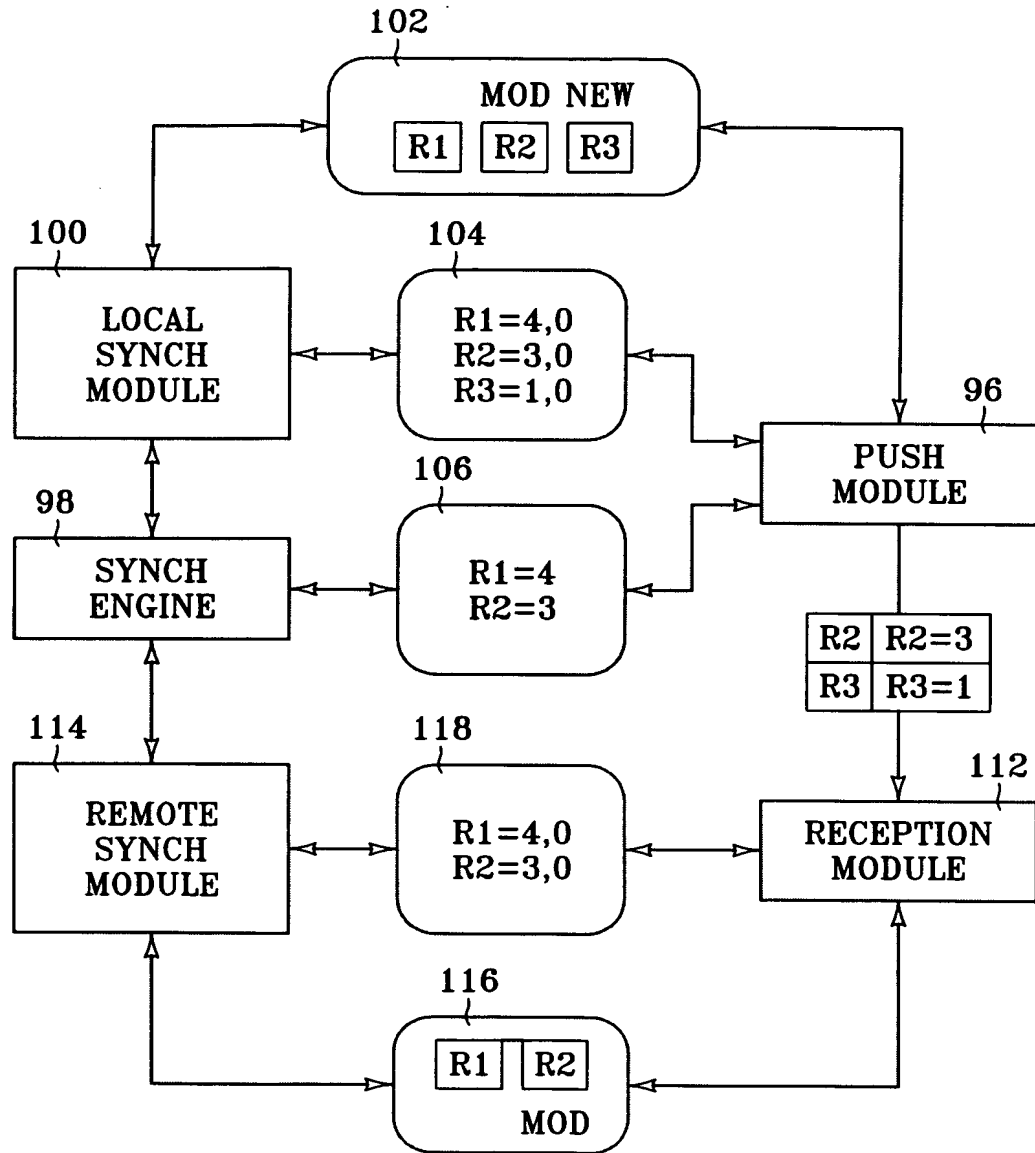 102
MOD NEW
R1 R2 R3
100
LOCAL
SYNCH
MODULE
104
R1=4,0
R2=3,0
R3=1,0
96
PUSH
MODULE
98
SYNCH
ENGINE
106
R1=4
R2=3
R2 R2=3
R3 R3=1
114
REMOTE
SYNCH
MODULE
118
R1=4,0
R2=3,0
112
RECEPTION
MODULE
116
R1 R2
MOD